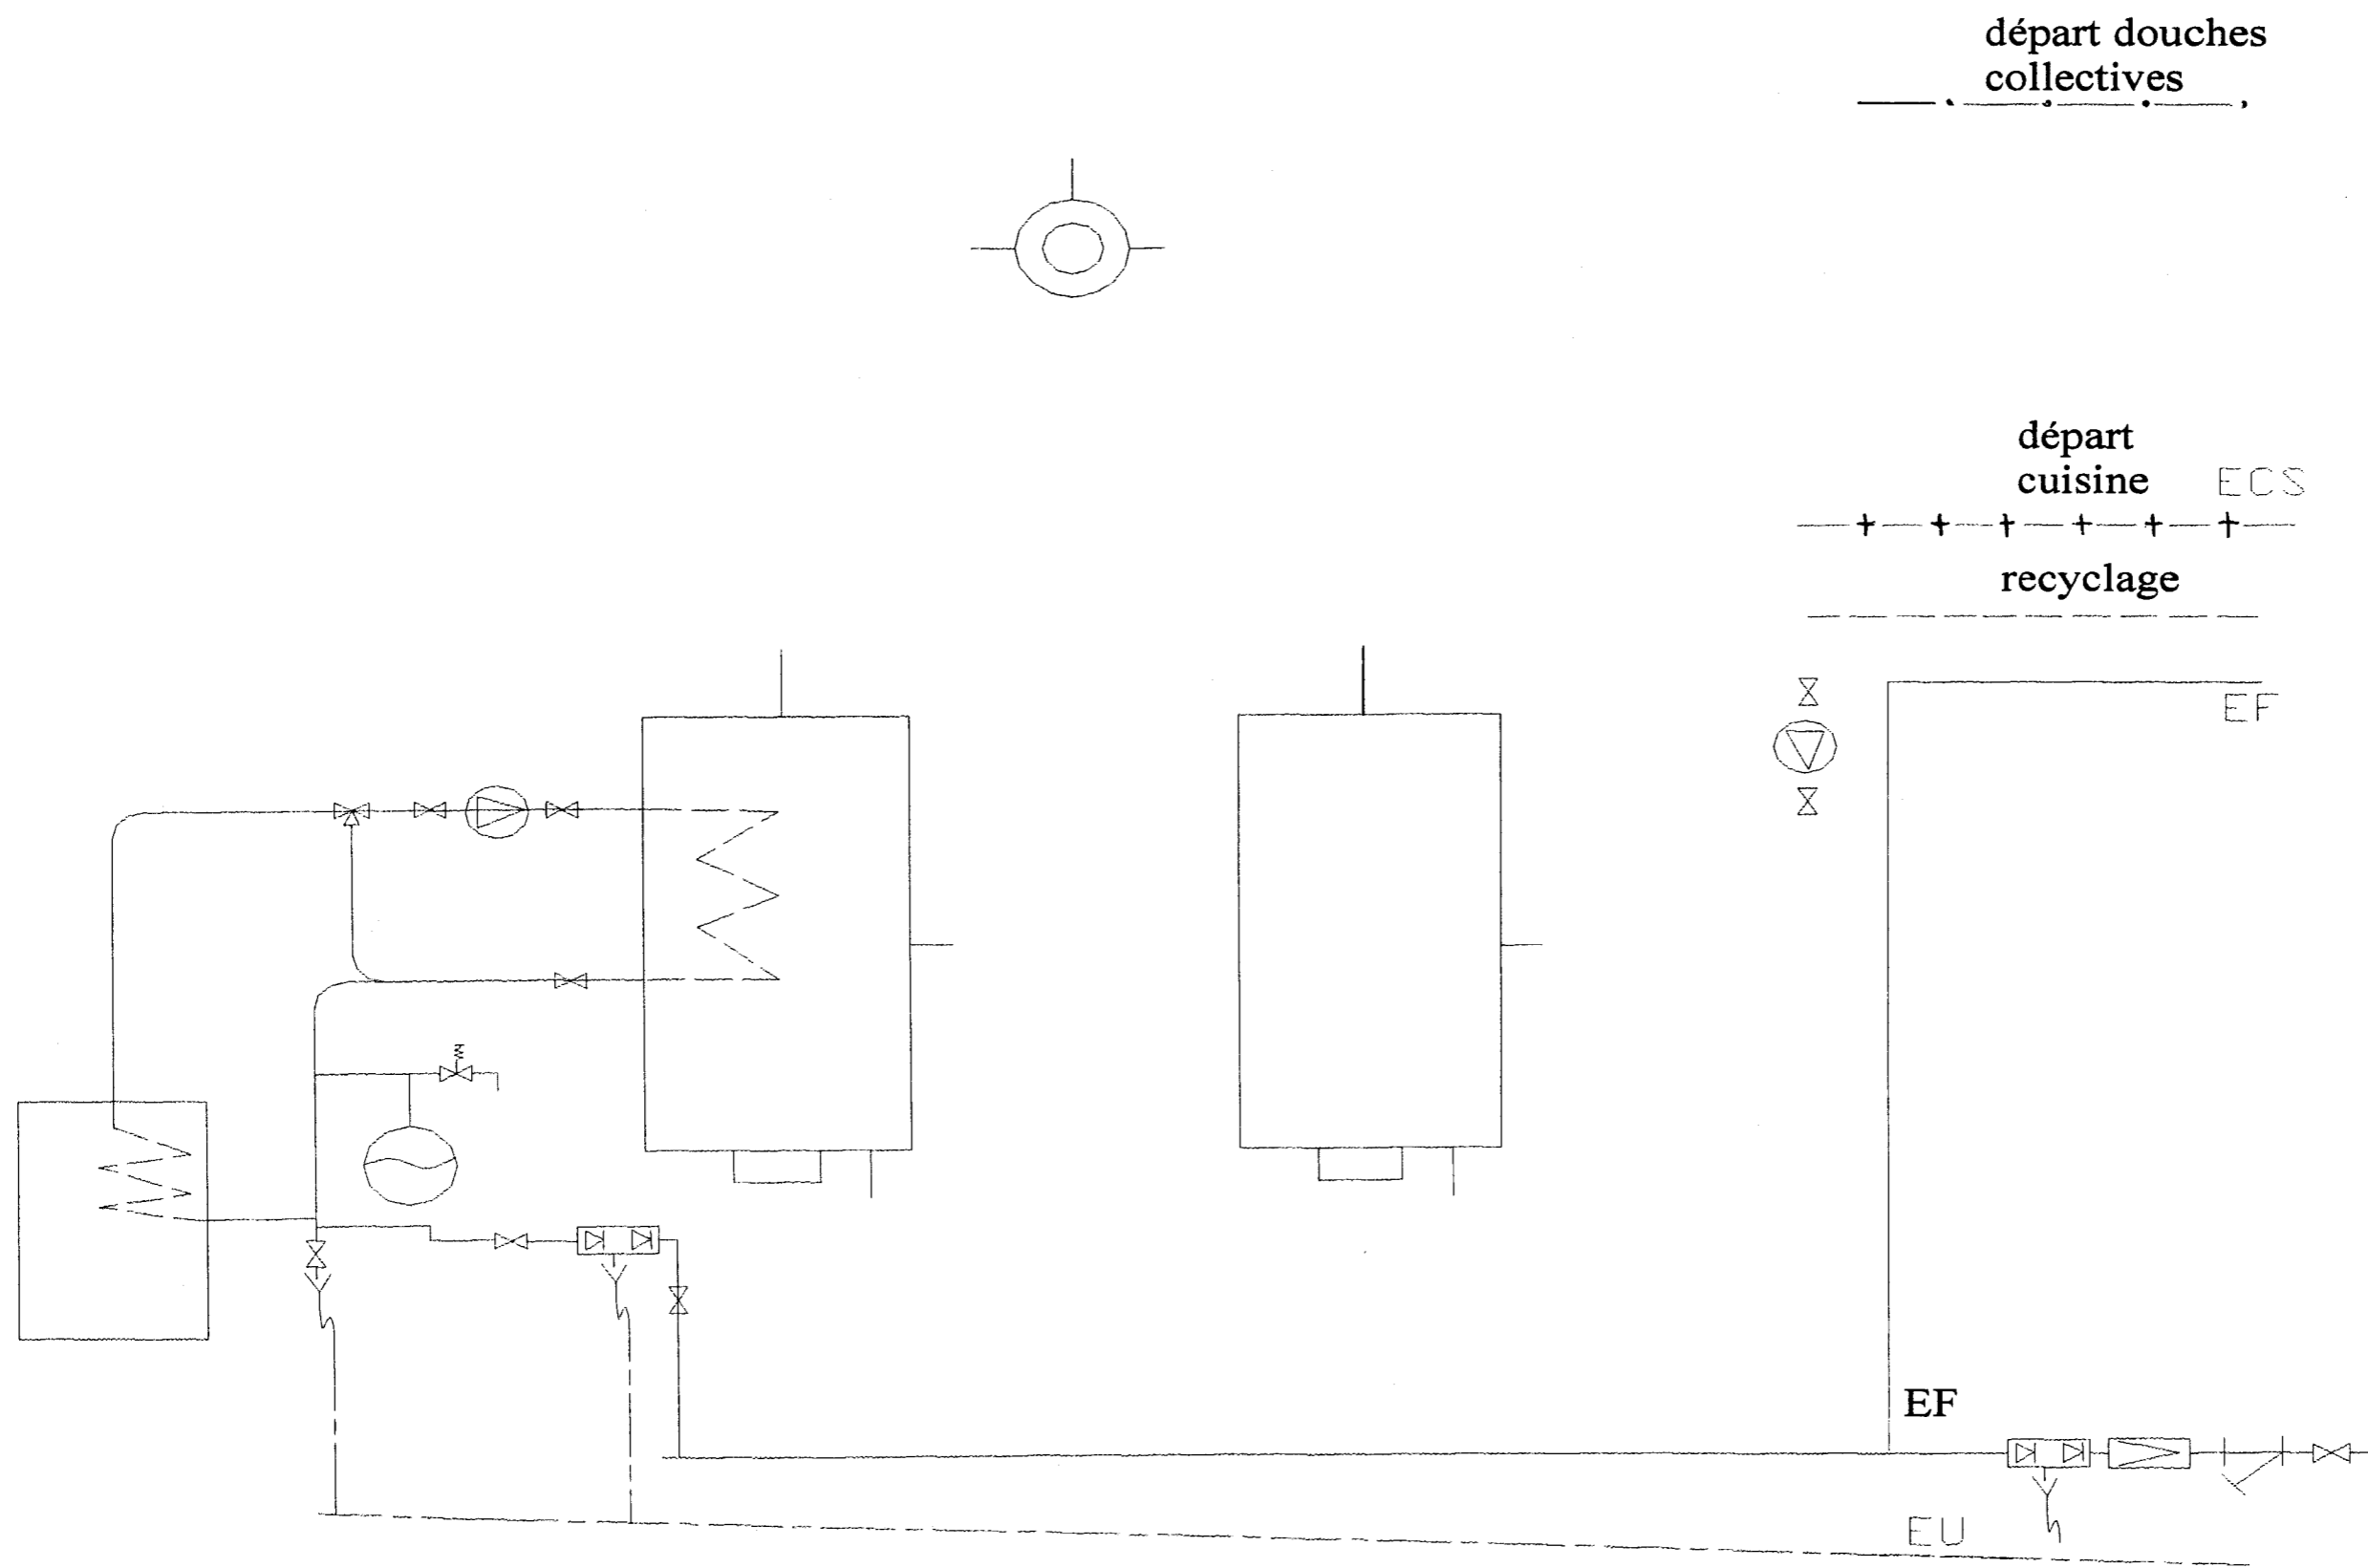 départ douches
collectives
départ
cuisine ECS
recyclage
EF
EF
EU